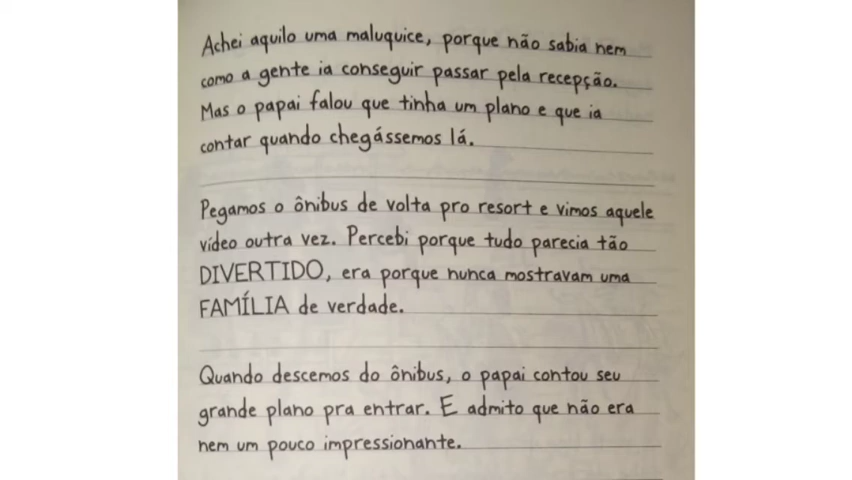 Achei aquilo uma maluquice, porque não sabia nem
como a gente ia conseguir passar pela recepção.
Mas o papai falou que tinha um plano e que ia
contar quando chegássemos lá.
Pegamos o ônibus de volta pro resort e vimos aquele
vídeo outra vez. Percebi porque tudo parecia tão
DIVERTIDO, era porque nunca mostravam uma
FAMÍLIA de verdade.
Quando descemos do ônibus, o papai contou seu
grande plano pra entrar. E admito que não era
nem um pouco impressionante.